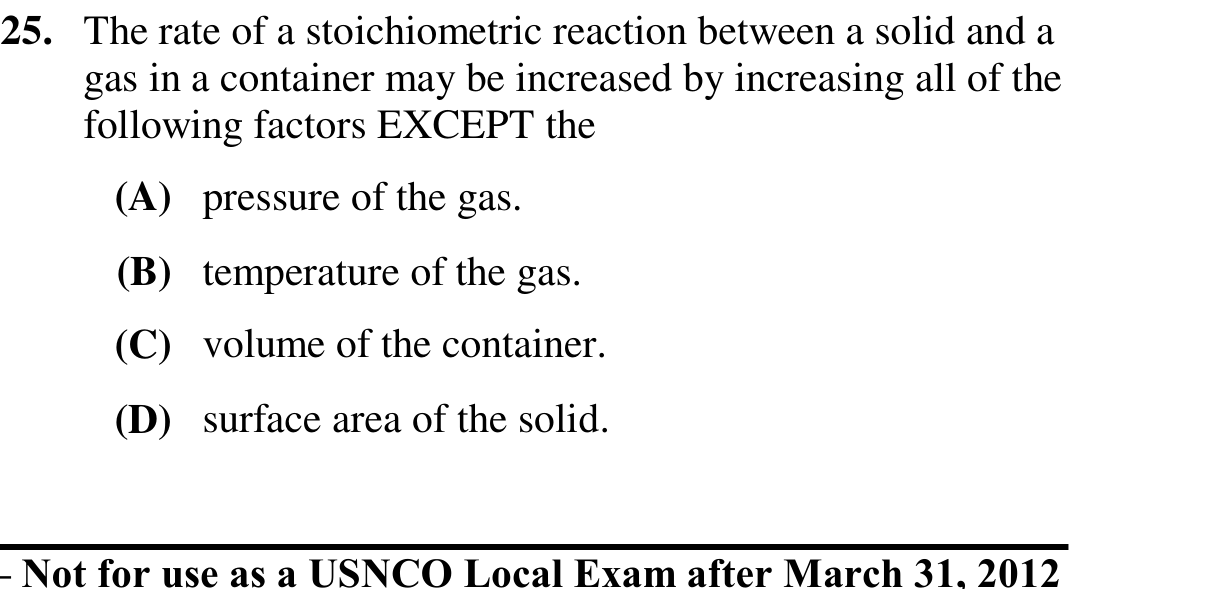 25. The rate of a stoichiometric reaction between a solid and a
gas in a container may be increased by increasing all of the
following factors EXCEPT the
(A) pressure of the gas.
(B) temperature of the gas.
(C) volume of the container.
(D) surface area of the solid.
– Not for use as a USNCO Local Exam after March 31, 2012